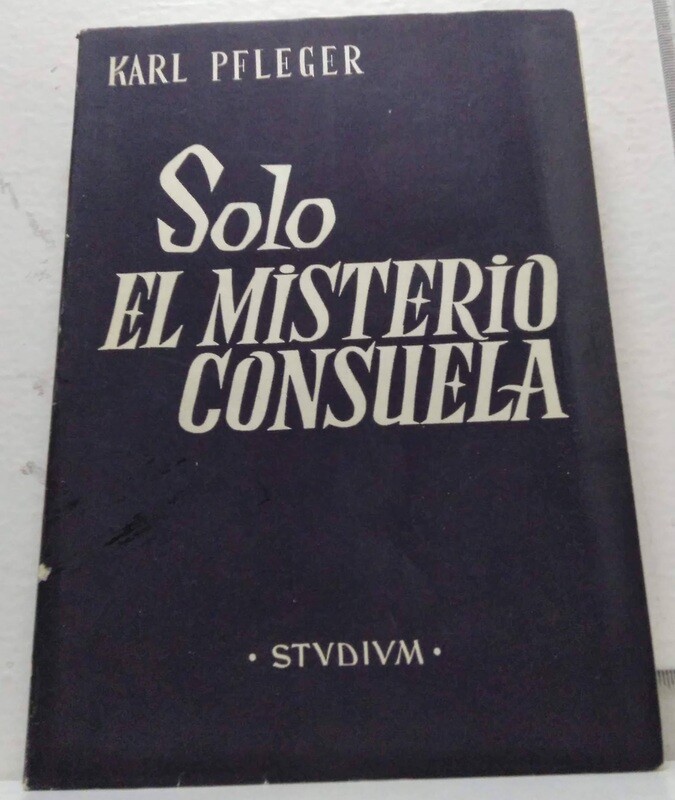 KARL PFLEGER
Solo
EL MiSTERiO
CONSUELA
· STVDIVM ·